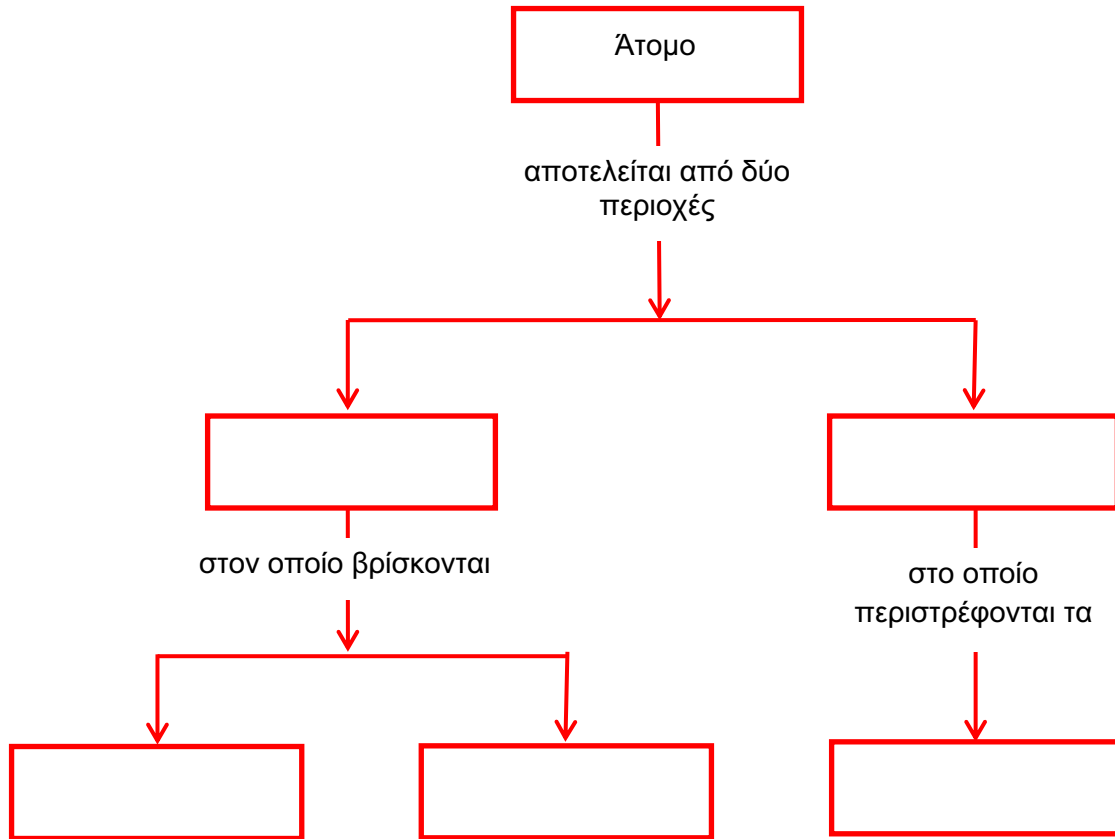 Άτομο
αποτελείται από δύο
περιοχές
στον οποίο βρίσκονται
στο οποίο
περιστρέφονται τα